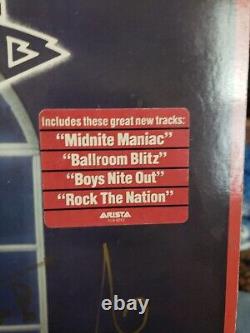 B
Includes these great new tracks:
"Midnite Maniac"
"Ballroom Blitz"
"Boys Nite Out"
"Rock The Nation"
ARISTA